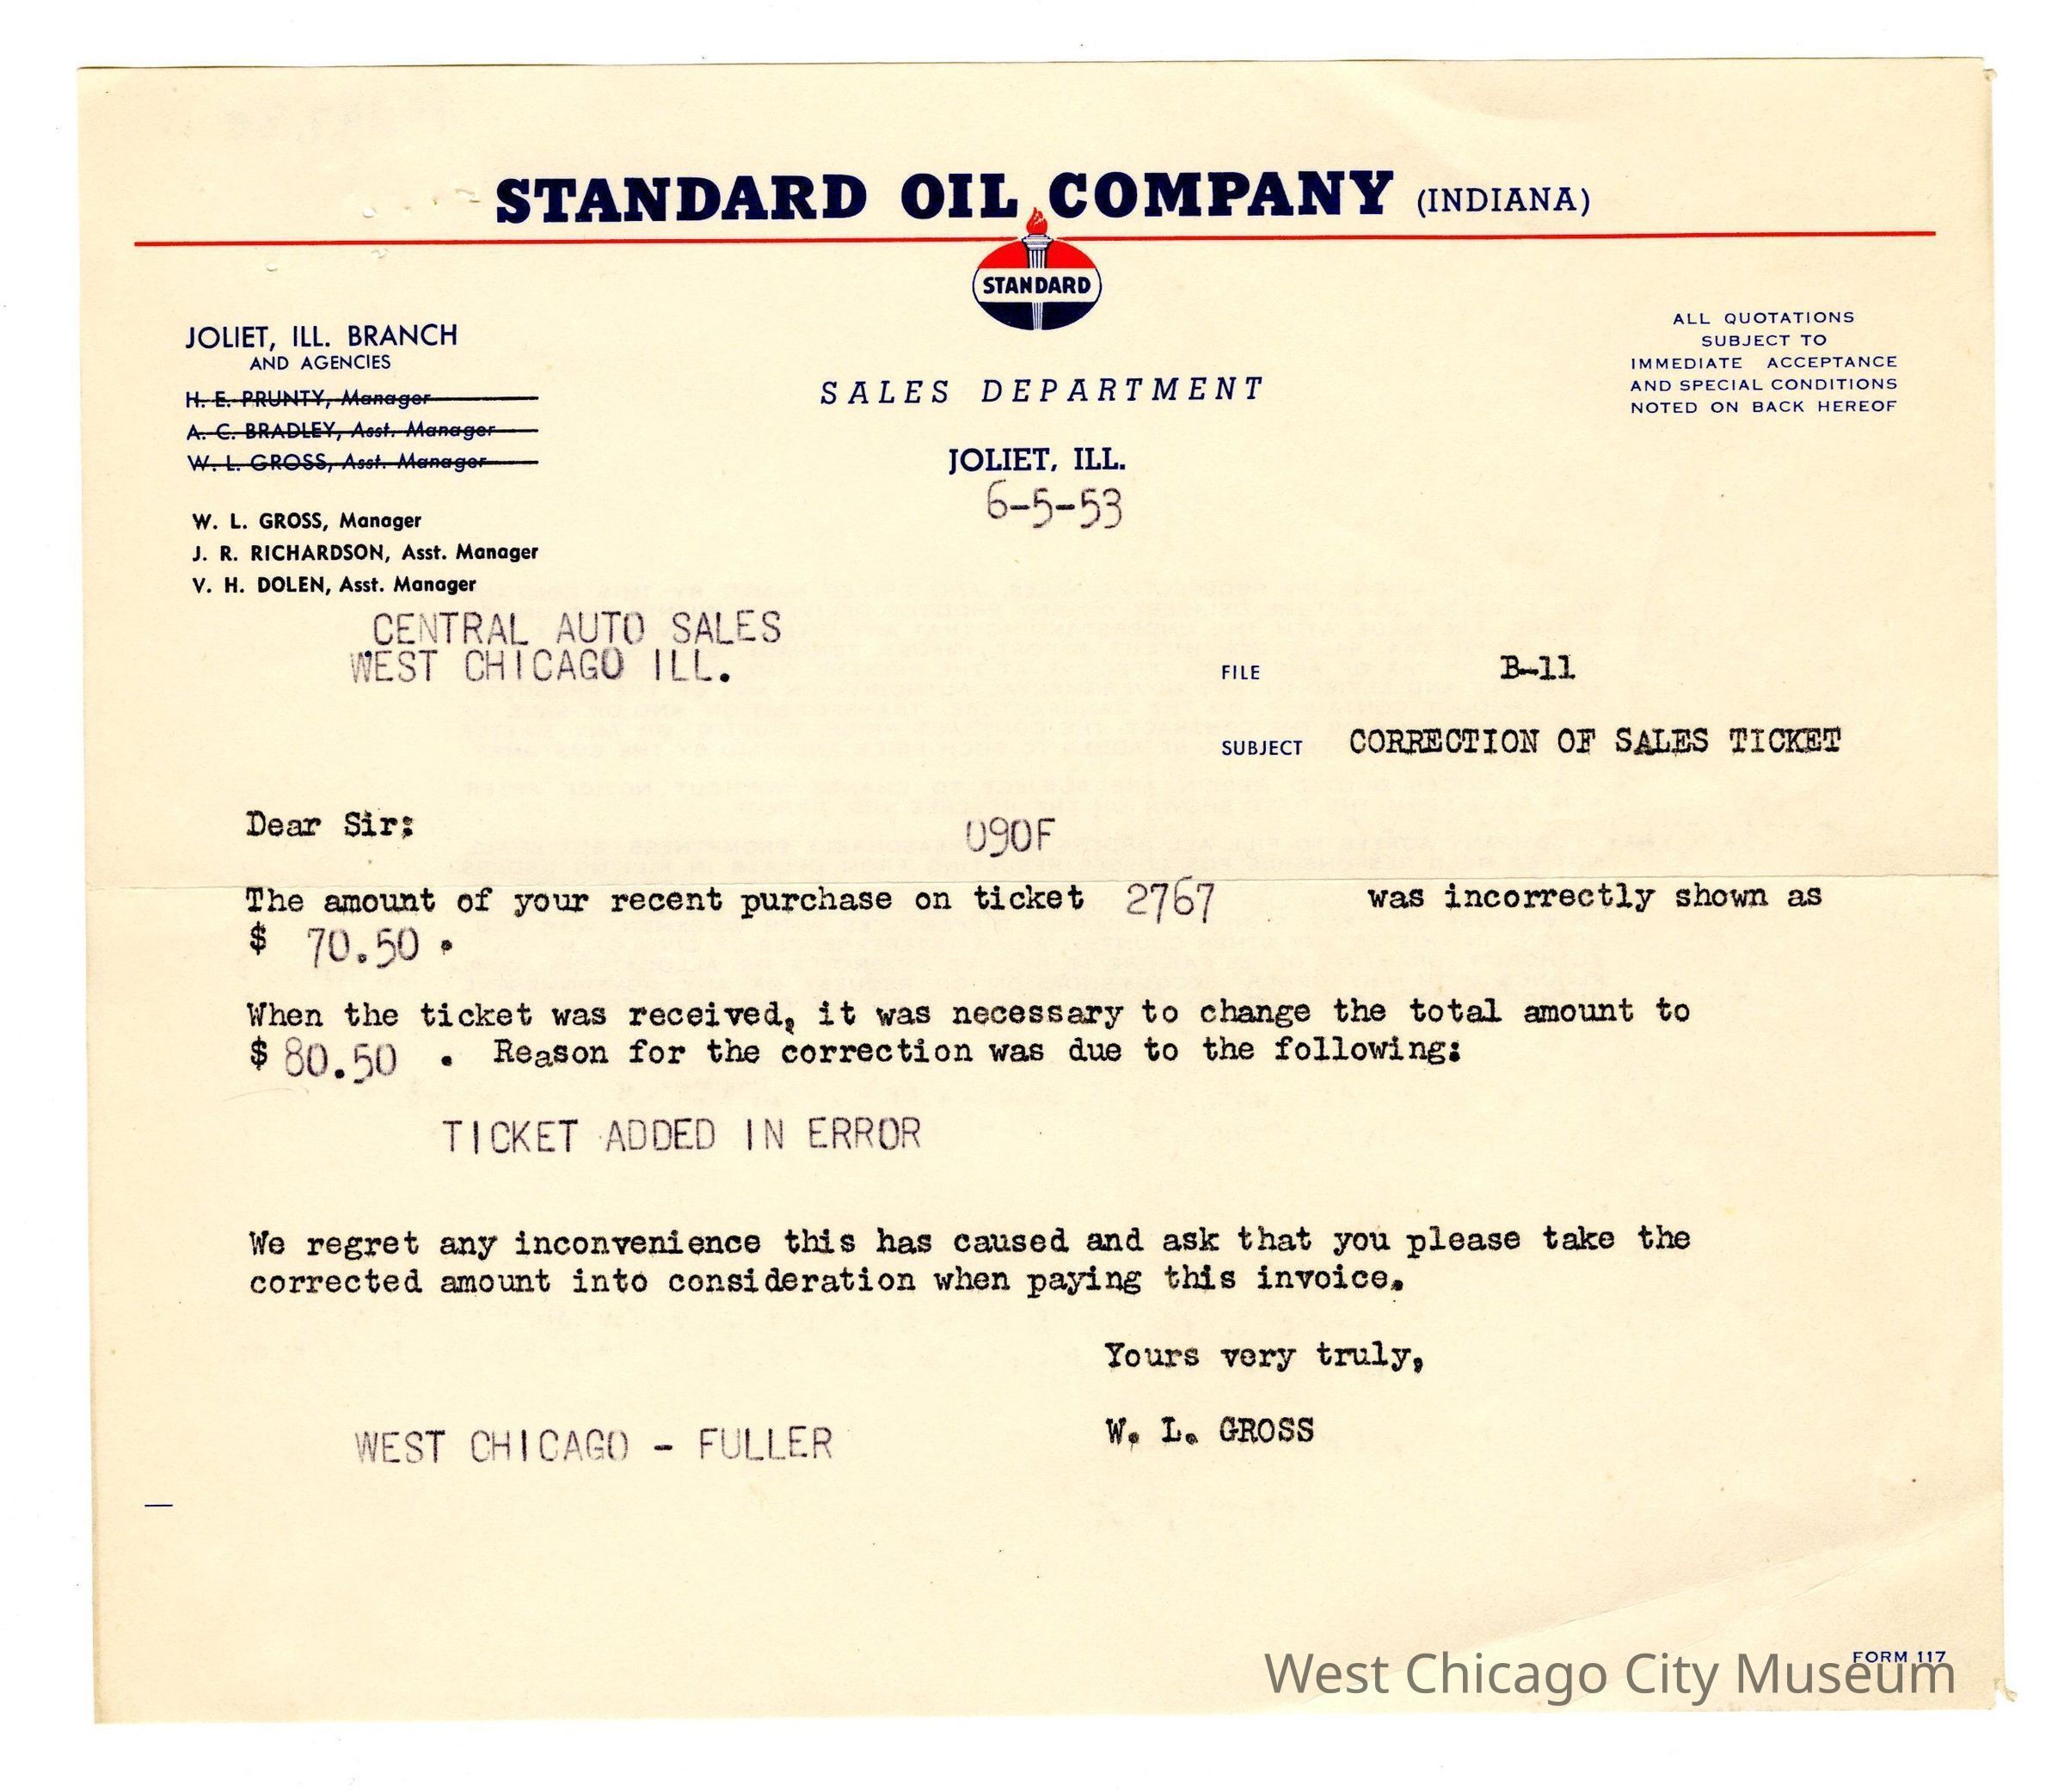 STANDARD OIL COMPANY (INDIANA)
STANDARD
JOLIET, ILL. BRANCH
AND AGENCIES
H. E. PRUNTY, Manager
A. C. BRADLEY, Asst. Manager
W. L. GROSS, Asst. Manager
W. L. GROSS, Manager
J. R. RICHARDSON, Asst. Manager
V. H. DOLEN, Asst. Manager
SALES DEPARTMENT
JOLIET, ILL.
6-5-53
ALL QUOTATIONS
SUBJECT TO
IMMEDIATE ACCEPTANCE
AND SPECIAL CONDITIONS
NOTED ON BACK HEREOF
CENTRAL AUTO SALES
WEST CHICAGO ILL.
FILE B-11
SUBJECT CORRECTION OF SALES TICKET
Dear Sir:
090F
The amount of your recent purchase on ticket 2767 was incorrectly shown as
$ 70.50 .
When the ticket was received, it was necessary to change the total amount to
$ 80.50 . Reason for the correction was due to the following:
TICKET ADDED IN ERROR
We regret any inconvenience this has caused and ask that you please take the
corrected amount into consideration when paying this invoice.
Yours very truly,
W. L. GROSS
WEST CHICAGO - FULLER
FORM 117
West Chicago City Museum